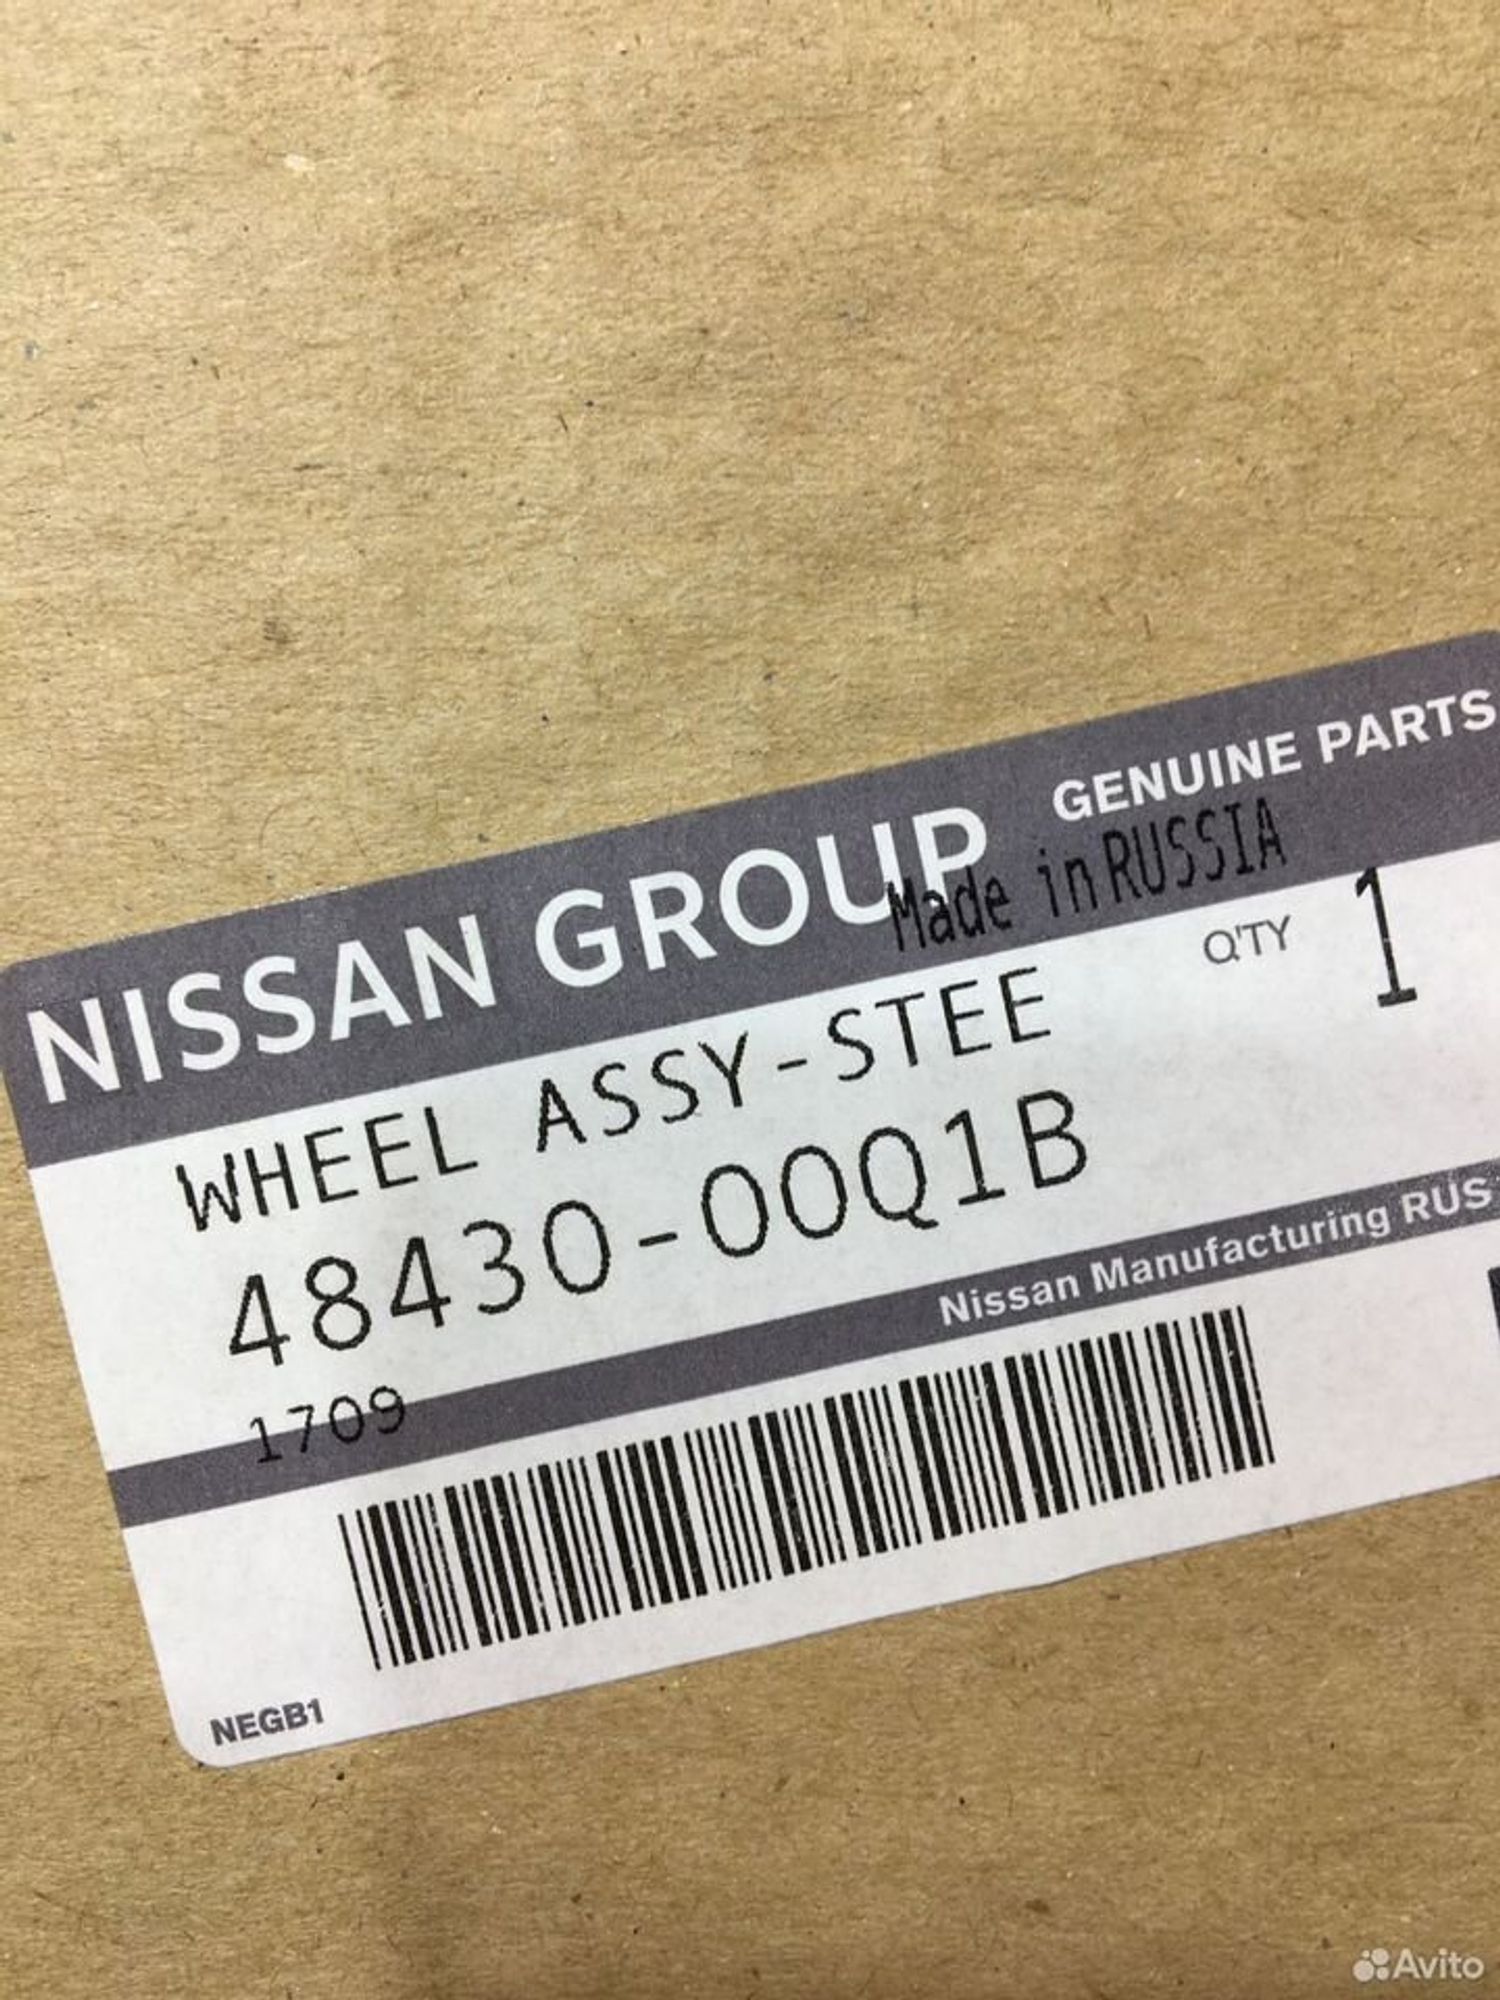 NISSAN GROUP GENUINE PARTS
Made in RUSSIA
WHEEL ASSY-STEE
Q'TY 1
48430-00Q1B
Nissan Manufacturing RUS
1709
NEGB1
Avito